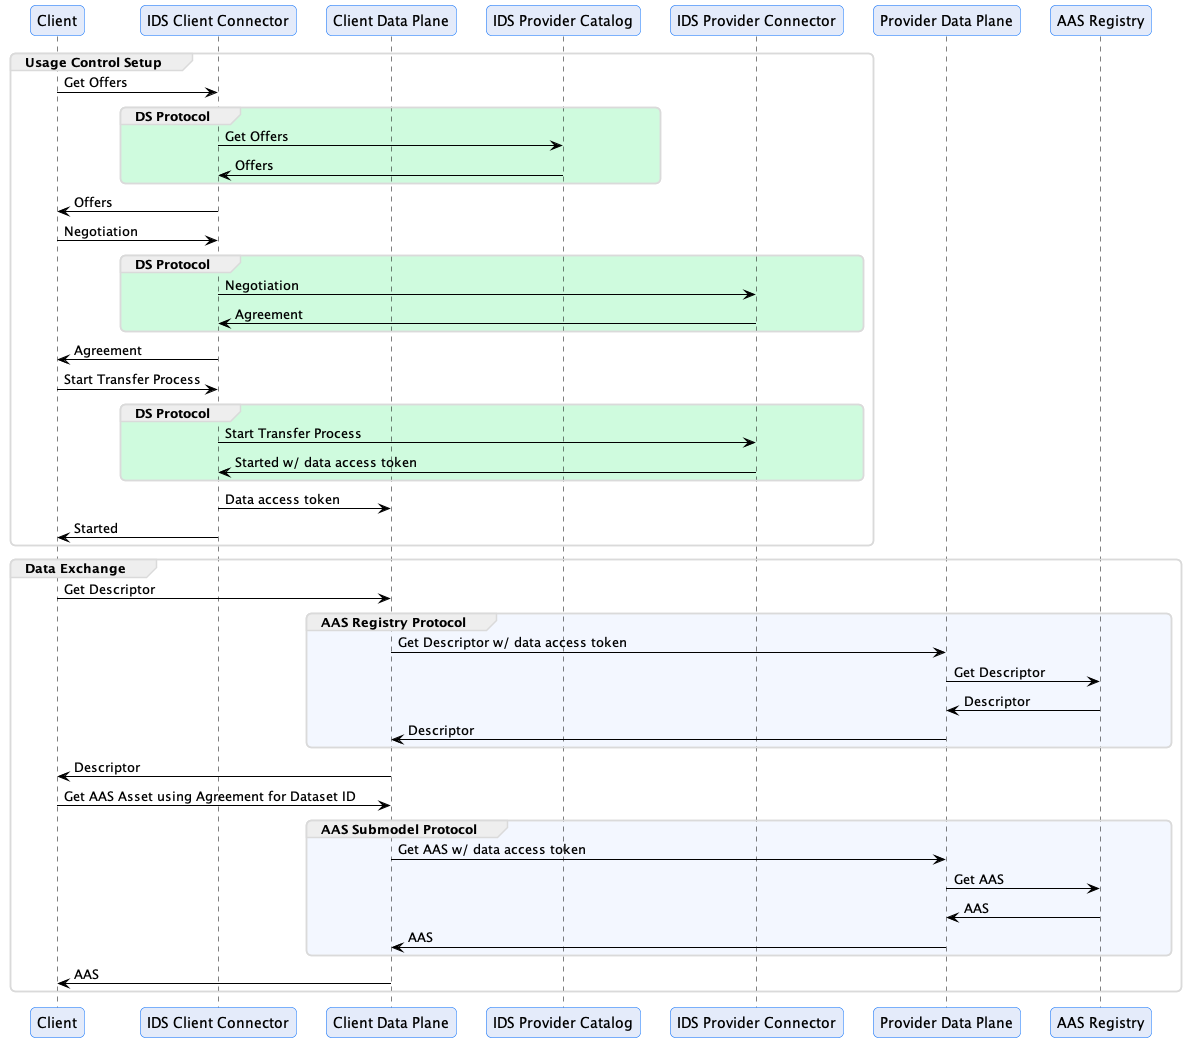 Client
IDS Client Connector
Client Data Plane
IDS Provider Catalog
IDS Provider Connector
Provider Data Plane
AAS Registry
Usage Control Setup
Get Offers
DS Protocol
Get Offers
Offers
Offers
Negotiation
DS Protocol
Negotiation
Agreement
Agreement
Start Transfer Process
DS Protocol
Start Transfer Process
Started w/ data access token
Data access token
Started
Data Exchange
Get Descriptor
AAS Registry Protocol
Get Descriptor w/ data access token
Get Descriptor
Descriptor
Descriptor
Descriptor
Get AAS Asset using Agreement for Dataset ID
AAS Submodel Protocol
Get AAS w/ data access token
Get AAS
AAS
AAS
AAS
Client
IDS Client Connector
Client Data Plane
IDS Provider Catalog
IDS Provider Connector
Provider Data Plane
AAS Registry